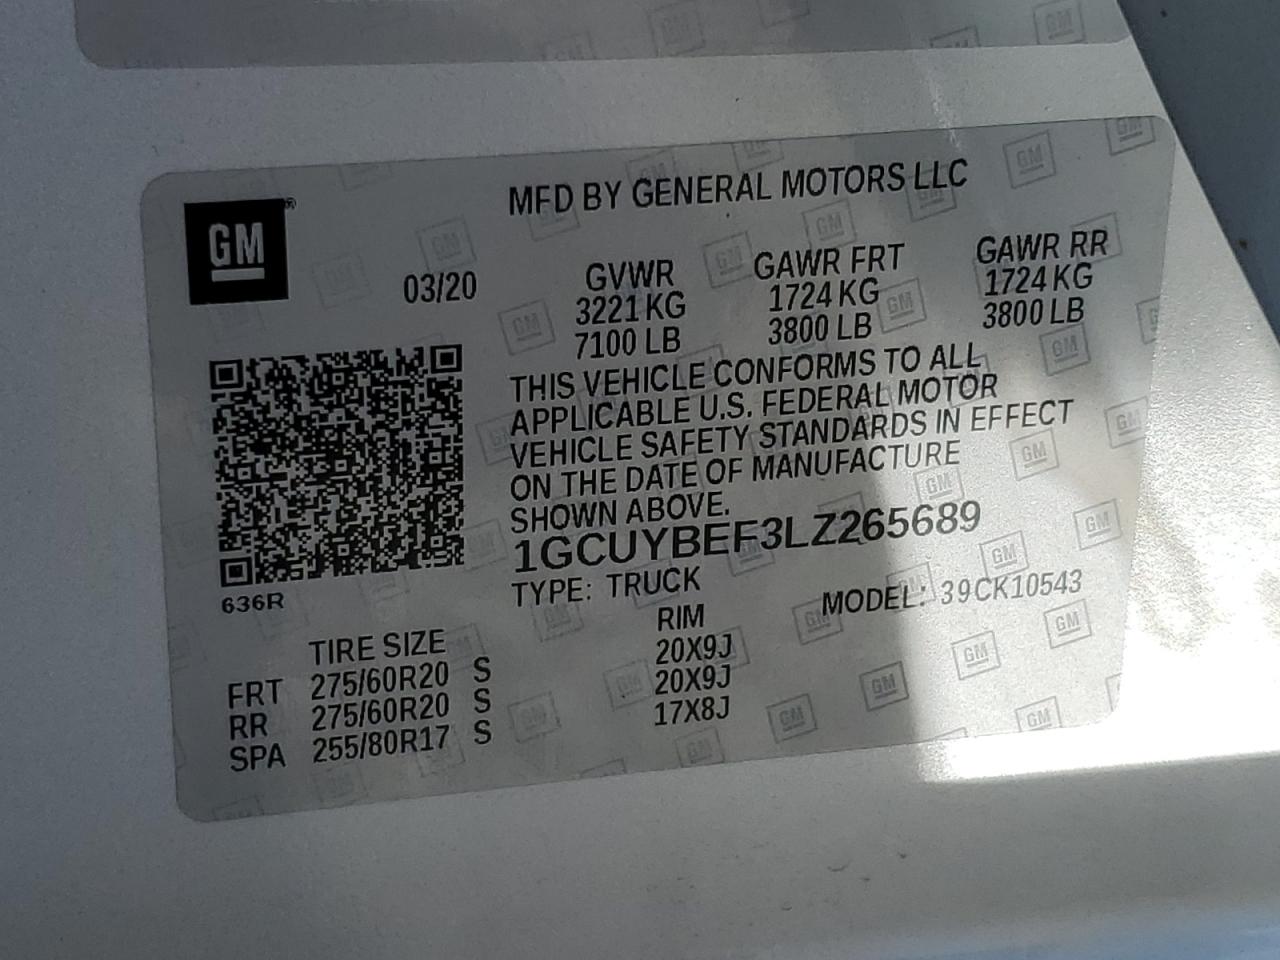 GM
MFD BY GENERAL MOTORS LLC
03/20
GVWR GAWR FRT GAWR RR
3221 KG 1724 KG 1724 KG
7100 LB 3800 LB 3800 LB
THIS VEHICLE CONFORMS TO ALL
APPLICABLE U.S. FEDERAL MOTOR
VEHICLE SAFETY STANDARDS IN EFFECT
ON THE DATE OF MANUFACTURE
SHOWN ABOVE.
1GCUYBEF3LZ265689
636R
TYPE: TRUCK MODEL: 39CK10543
TIRE SIZE RIM
FRT 275/60R20 S 20X9J
RR 275/60R20 S 20X9J
SPA 255/80R17 S 17X8J